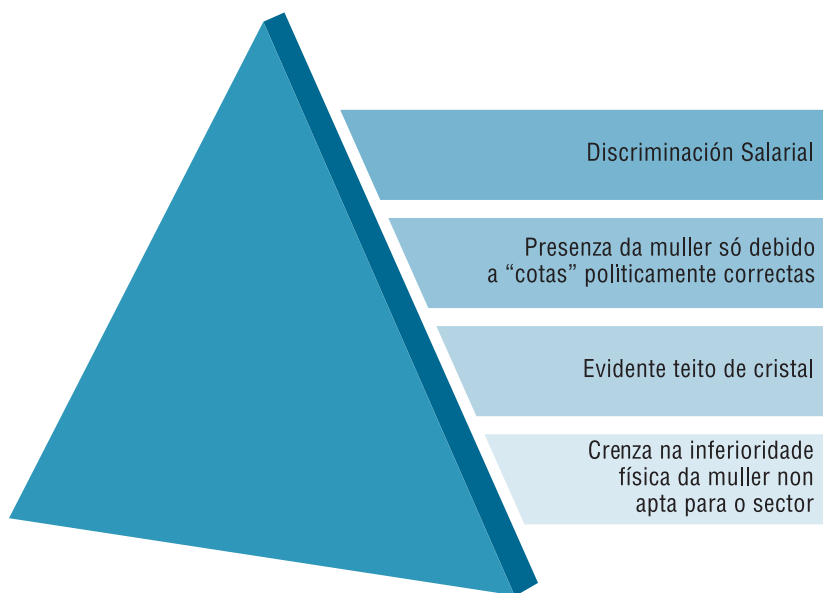 Discriminación Salarial
Presenza da muller só debido
a “cotas” politicamente correctas
Evidente teito de cristal
Crenza na inferioridade
física da muller non
apta para o sector